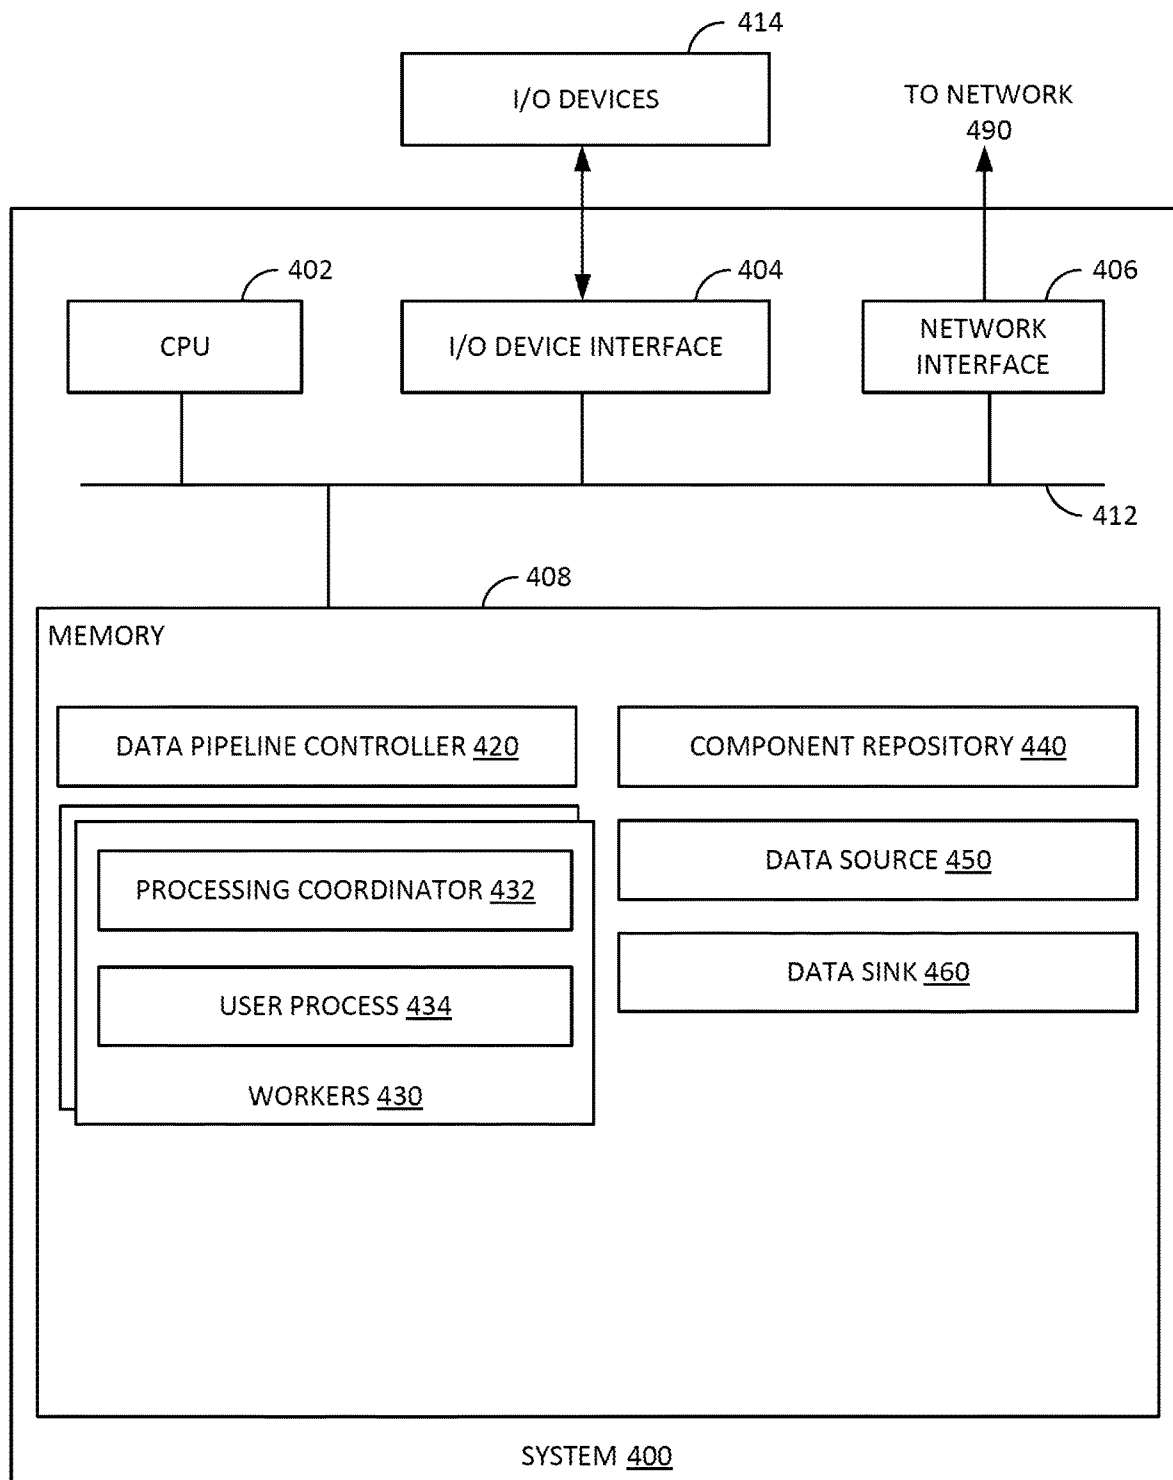 414
I/O DEVICES
TO NETWORK
490
402
404
406
CPU
I/O DEVICE INTERFACE
NETWORK
INTERFACE
412
408
MEMORY
DATA PIPELINE CONTROLLER 420
COMPONENT REPOSITORY 440
PROCESSING COORDINATOR 432
DATA SOURCE 450
USER PROCESS 434
DATA SINK 460
WORKERS 430
SYSTEM 400